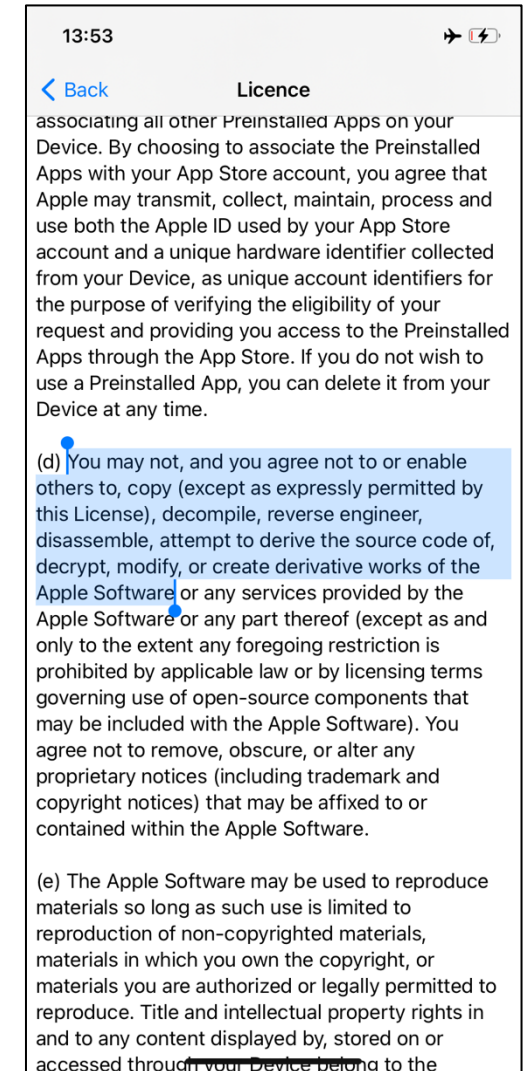 13:53
Back
Licence
associating all other Preinstalled Apps on your
Device. By choosing to associate the Preinstalled
Apps with your App Store account, you agree that
Apple may transmit, collect, maintain, process and
use both the Apple ID used by your App Store
account and a unique hardware identifier collected
from your Device, as unique account identifiers for
the purpose of verifying the eligibility of your
request and providing you access to the Preinstalled
Apps through the App Store. If you do not wish to
use a Preinstalled App, you can delete it from your
Device at any time.
(d) You may not, and you agree not to or enable
others to, copy (except as expressly permitted by
this License), decompile, reverse engineer,
disassemble, attempt to derive the source code of,
decrypt, modify, or create derivative works of the
Apple Software or any services provided by the
Apple Software or any part thereof (except as and
only to the extent any foregoing restriction is
prohibited by applicable law or by licensing terms
governing use of open-source components that
may be included with the Apple Software). You
agree not to remove, obscure, or alter any
proprietary notices (including trademark and
copyright notices) that may be affixed to or
contained within the Apple Software.
(e) The Apple Software may be used to reproduce
materials so long as such use is limited to
reproduction of non-copyrighted materials,
materials in which you own the copyright, or
materials you are authorized or legally permitted to
reproduce. Title and intellectual property rights in
and to any content displayed by, stored on or
accessed through your Device belong to the